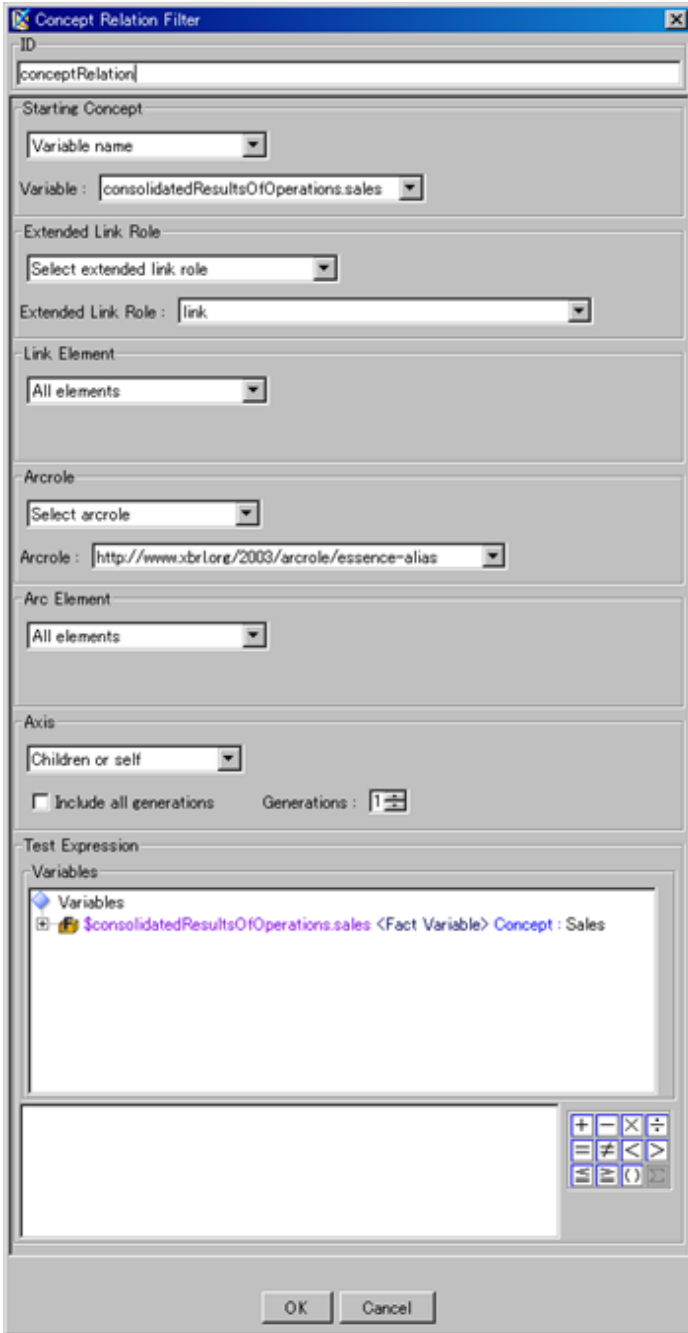 Concept Relation Filter
ID
conceptRelation
Starting Concept
Variable name
Variable : consolidatedResultsOfOperations.sales
Extended Link Role
Select extended link role
Extended Link Role : link
Link Element
All elements
Arcrole
Select arcrole
Arcrole : http://www.xbrl.org/2003/arcrole/essence-alias
Arc Element
All elements
Axis
Children or self
Include all generations Generations : 1
Test Expression
Variables
Variables
$consolidatedResultsOfOperations.sales <Fact Variable> Concept : Sales
+ − × ÷
= ≠ < >
≦ ≧ () Σ
OK Cancel